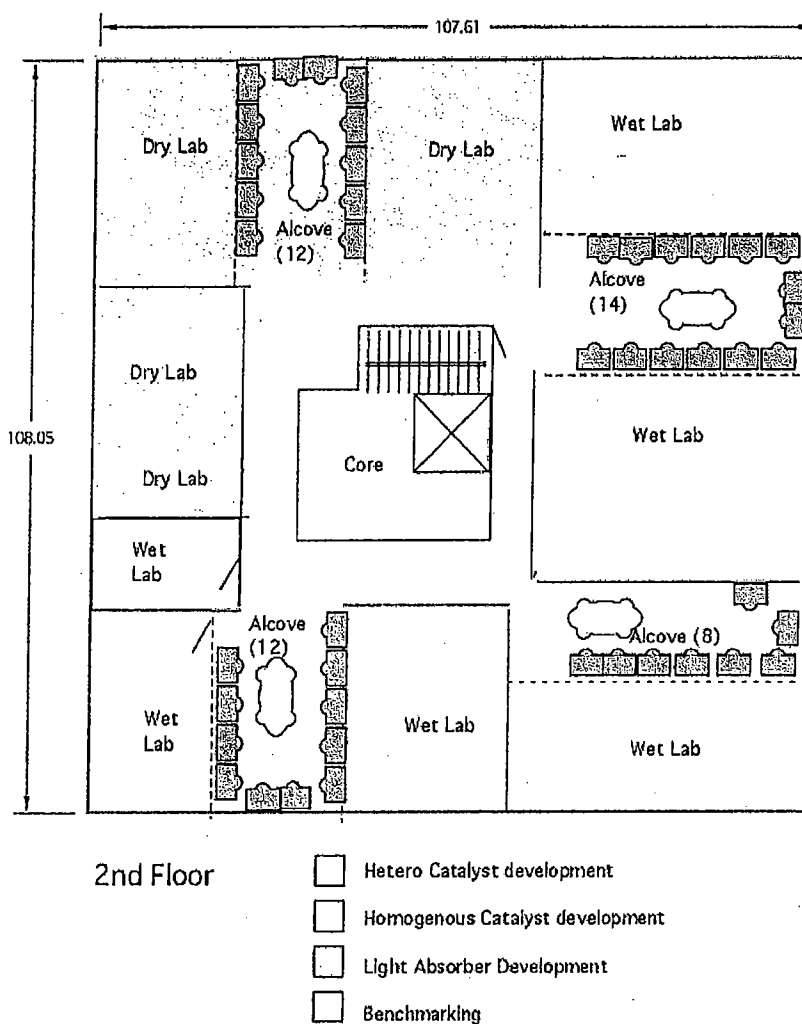 107.61
Dry Lab
Alcove
(12)
Dry Lab
Wet Lab
Alcove
(14)
Dry Lab
Dry Lab
108.05
Core
Wet Lab
Wet
Lab
Alcove
(12)
Alcove (8)
Wet
Lab
Wet Lab
Wet Lab
2nd Floor
Hetero Catalyst development
Homogenous Catalyst development
Light Absorber Development
Benchmarking